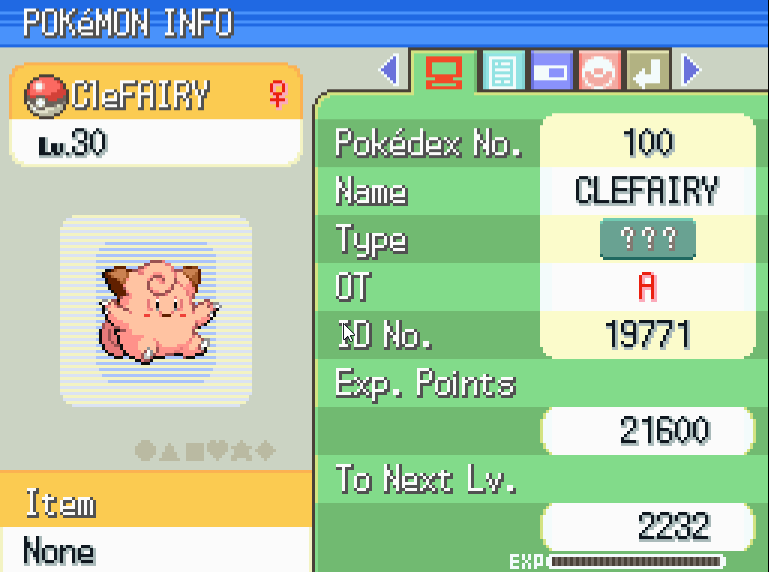 POKéMON INFO
CleFAIRY ♀
Lv.30
Pokédex No. 100
Name CLEFAIRY
Type ???
OT A
ID No. 19771
Exp. Points
21600
To Next Lv.
2232
EXP
Item
None